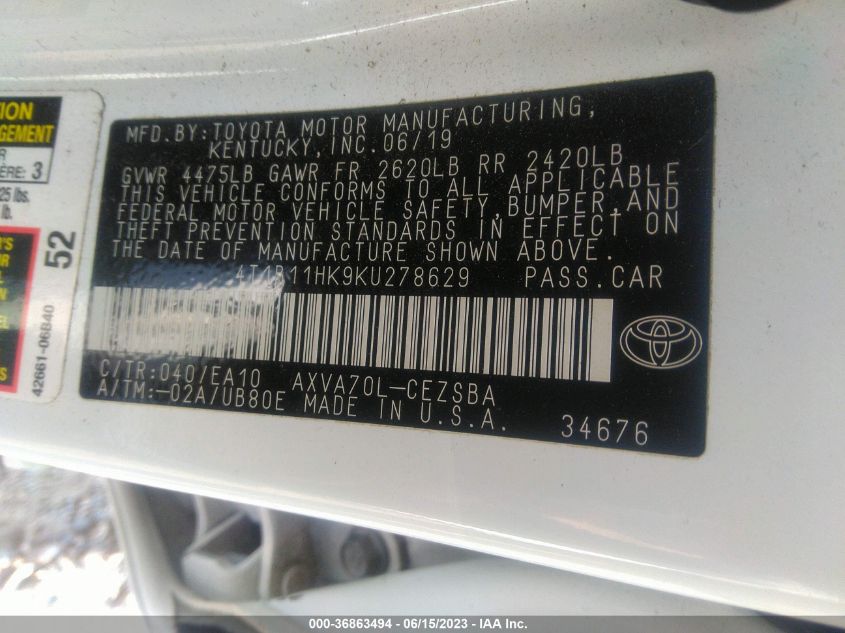 MFD. BY: TOYOTA MOTOR MANUFACTURING,
KENTUCKY, INC. 06/19
GVWR 4475LB GAWR FR 2620LB RR 2420LB
THIS VEHICLE CONFORMS TO ALL APPLICABLE
FEDERAL MOTOR VEHICLE SAFETY, BUMPER, AND
THEFT PREVENTION STANDARDS IN EFFECT ON
THE DATE OF MANUFACTURE SHOWN ABOVE.
4T1B11HK9KU278629 PASS. CAR
C/TR: 040/EA10 AXVA70L-CEZSBA
A/TM: -02A/UB80E MADE IN U.S.A.
34676
3
lb.
52
42661-06B40
000-36863494 - 06/15/2023 - IAA Inc.